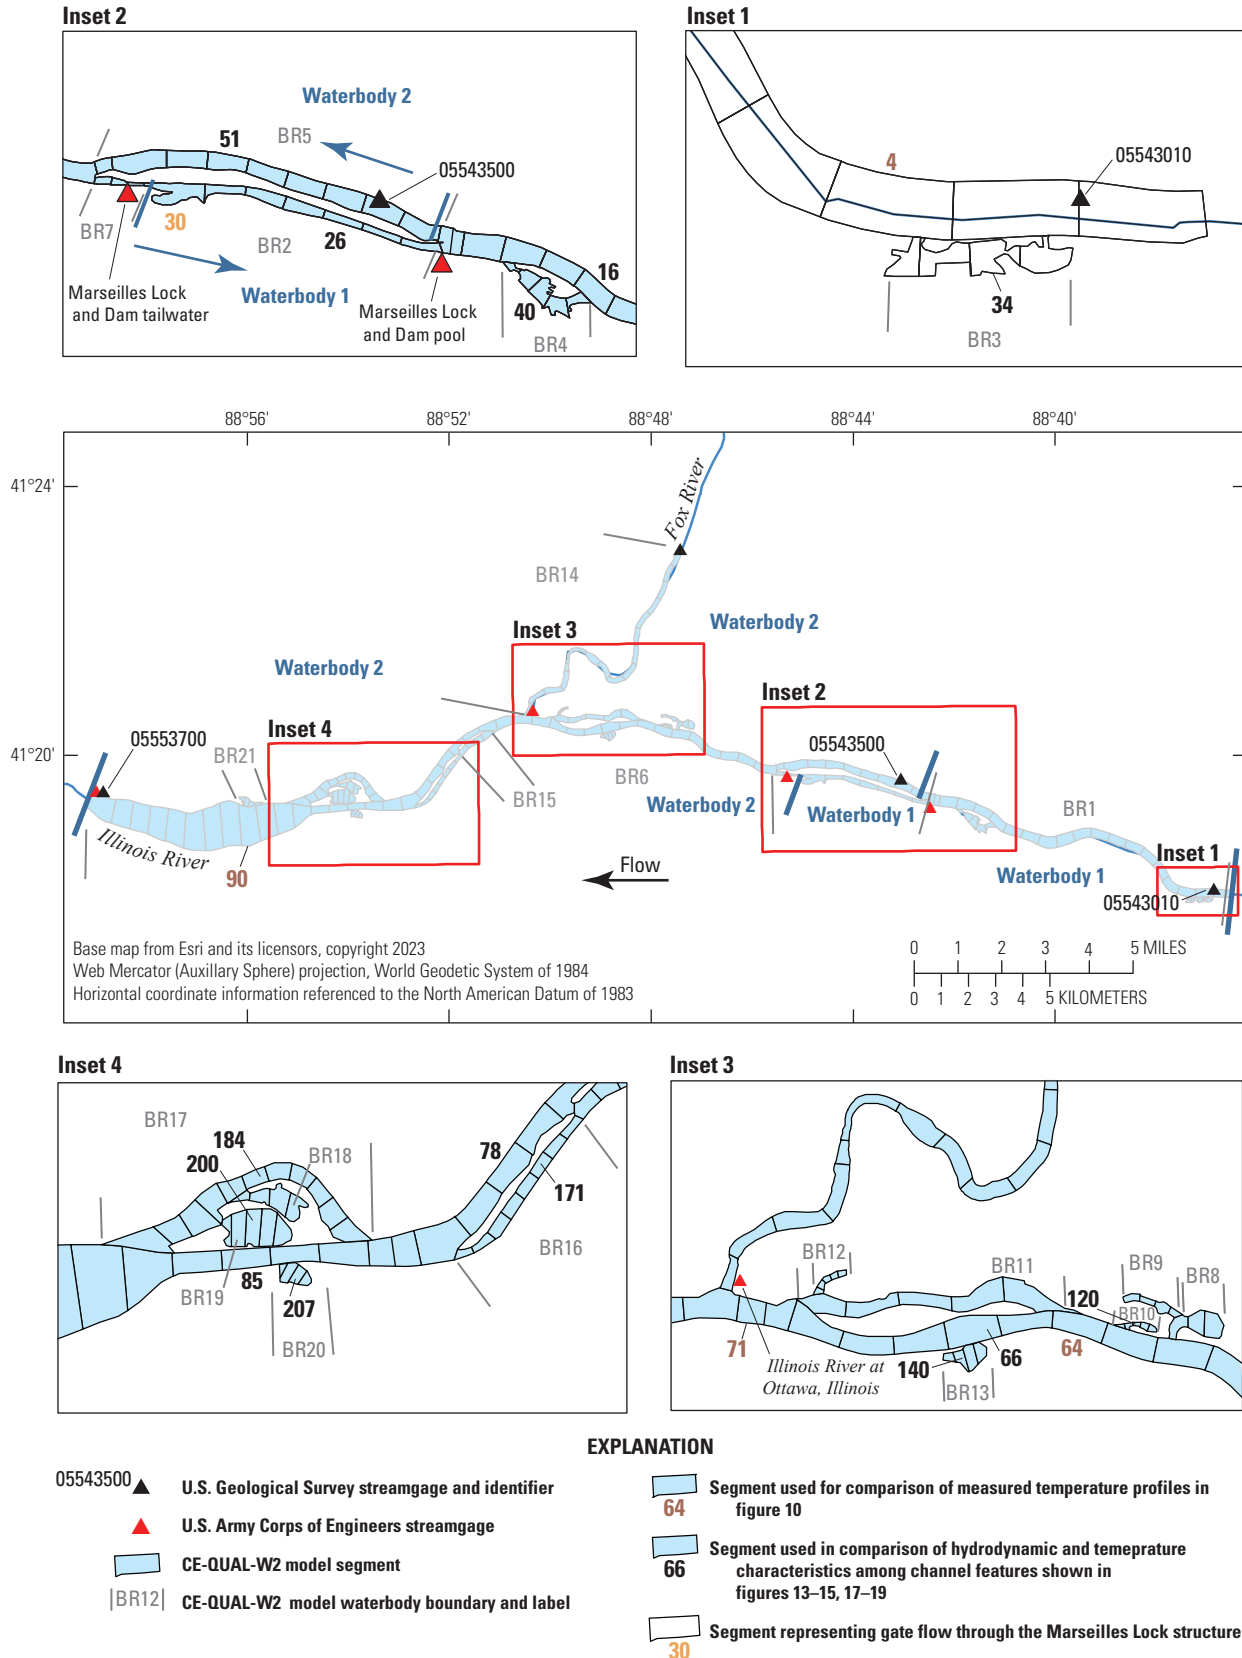 Inset 2
Waterbody 2
51
BR5
05543500
30
BR7
BR2
26
16
Waterbody 1
40
BR4
Marseilles Lock
and Dam tailwater
Marseilles Lock
and Dam pool
Inset 1
4
05543010
34
BR3
88°56'
88°52'
88°48'
88°44'
88°40'
41°24'
41°20'
Fox River
BR14
Inset 3
Waterbody 2
Waterbody 2
Inset 2
Inset 4
05553700
BR21
05543500
BR15
BR6
Waterbody 2
Waterbody 1
BR1
Illinois River
90
Flow
Inset 1
Waterbody 1
05543010
Base map from Esri and its licensors, copyright 2023
Web Mercator (Auxillary Sphere) projection, World Geodetic System of 1984
Horizontal coordinate information referenced to the North American Datum of 1983
0 1 2 3 4 5 MILES
0 1 2 3 4 5 KILOMETERS
Inset 4
BR17
184
200
BR18
78
171
BR16
85
BR19
207
BR20
Inset 3
BR12
BR11
BR9
BR8
120
BR10
71
64
66
140
BR13
Illinois River at
Ottawa, Illinois
EXPLANATION
05543500
U.S. Geological Survey streamgage and identifier
U.S. Army Corps of Engineers streamgage
CE-QUAL-W2 model segment
BR12
CE-QUAL-W2 model waterbody boundary and label
64
Segment used for comparison of measured temperature profiles in
figure 10
66
Segment used in comparison of hydrodynamic and temeprature
characteristics among channel features shown in
figures 13–15, 17–19
30
Segment representing gate flow through the Marseilles Lock structure